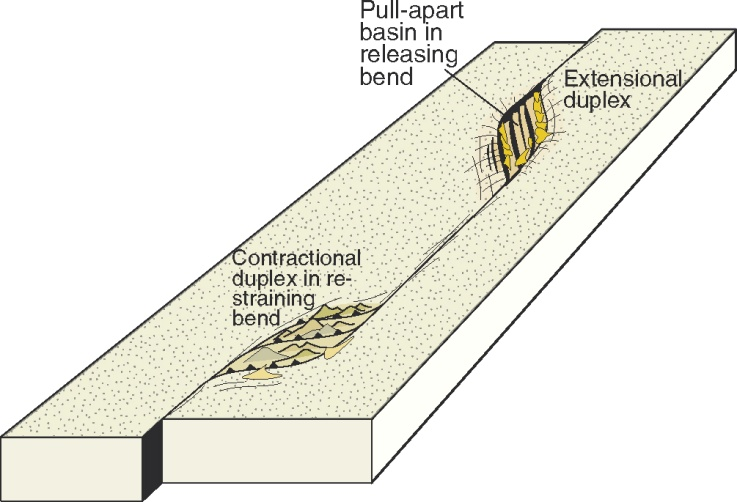 Pull-apart
basin in
releasing
bend
Extensional
duplex
Contractional
duplex in re-
straining
bend